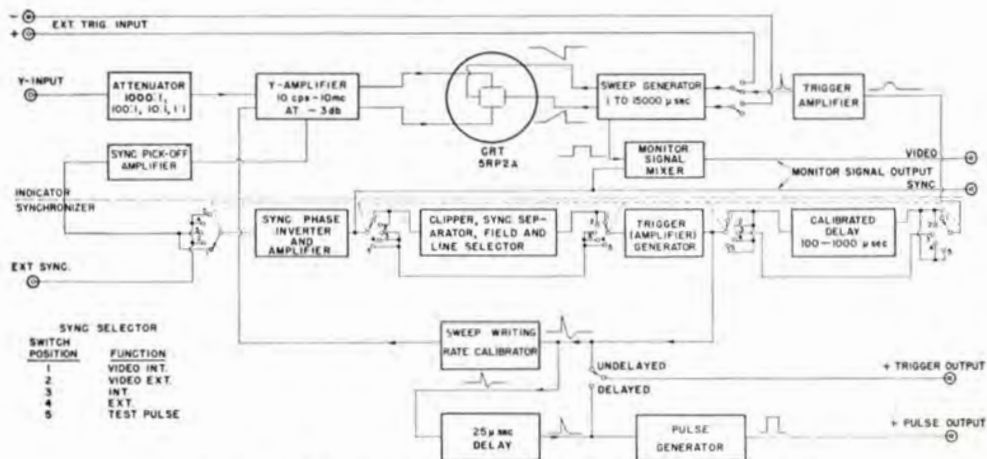 - EXT. TRIG. INPUT
+
Y-INPUT
ATTENUATOR
1000:1,
100:1, 10:1, 1:1
Y-AMPLIFIER
10 cps-10mc
AT - 3db
CRT
5RP2A
SWEEP GENERATOR
1 TO 15000 μ sec
TRIGGER
AMPLIFIER
SYNC PICK-OFF
AMPLIFIER
MONITOR
SIGNAL
MIXER
VIDEO
MONITOR SIGNAL OUTPUT
SYNC
INDICATOR
SYNCHRONIZER
SYNC PHASE
INVERTER
AND
AMPLIFIER
CLIPPER, SYNC SEP-
ARATOR, FIELD AND
LINE SELECTOR
TRIGGER
(AMPLIFIER)
GENERATOR
CALIBRATED
DELAY
100-1000 μ sec
EXT SYNC.
SYNC SELECTOR
SWITCH
POSITION FUNCTION
1 VIDEO INT.
2 VIDEO EXT.
3 INT.
4 EXT.
5 TEST PULSE
SWEEP WRITING
RATE CALIBRATOR
UNDELAYED
DELAYED
+ TRIGGER OUTPUT
25 μ sec
DELAY
PULSE
GENERATOR
+ PULSE OUTPUT